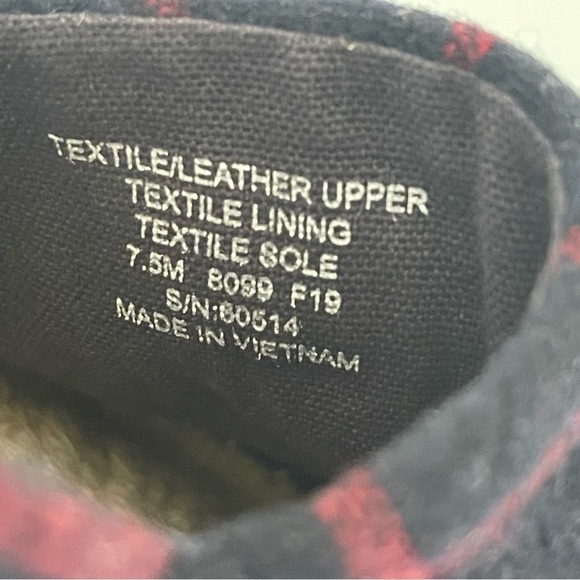 TEXTILE/LEATHER UPPER
TEXTILE LINING
TEXTILE SOLE
7.5M 8099 F19
S/N:60514
MADE IN VIETNAM